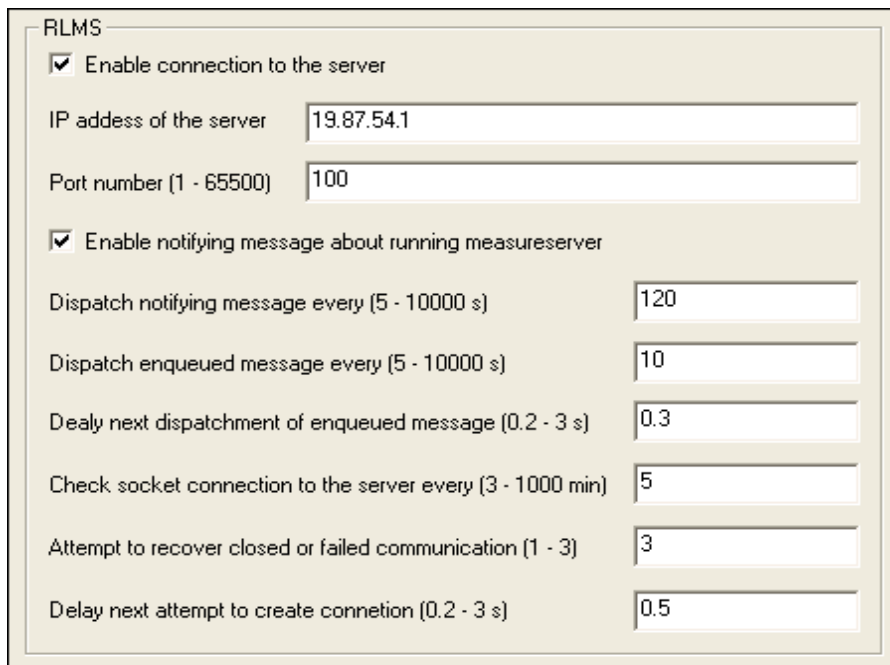 RLMS
Enable connection to the server
IP addess of the server 19.87.54.1
Port number (1 - 65500) 100
Enable notifying message about running measureserver
Dispatch notifying message every (5 - 10000 s) 120
Dispatch enqueued message every (5 - 10000 s) 10
Dealy next dispatchment of enqueued message (0.2 - 3 s) 0.3
Check socket connection to the server every (3 - 1000 min) 5
Attempt to recover closed or failed communication (1 - 3) 3
Delay next attempt to create connetion (0.2 - 3 s) 0.5